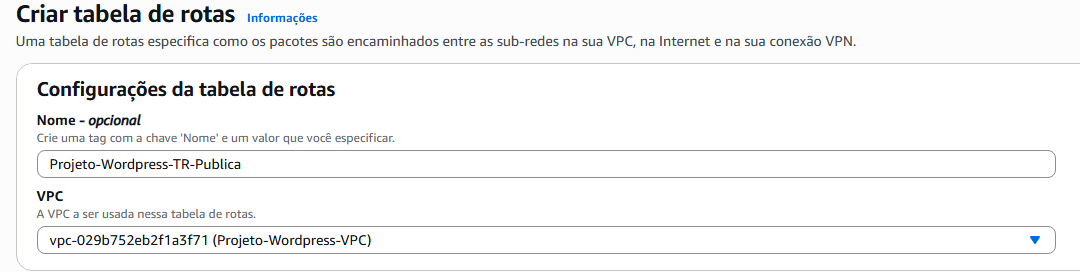 Criar tabela de rotas Informações
Uma tabela de rotas especifica como os pacotes são encaminhados entre as sub-redes na sua VPC, na Internet e na sua conexão VPN.
Configurações da tabela de rotas
Nome - opcional
Crie uma tag com a chave 'Nome' e um valor que você especificar.
Projeto-Wordpress-TR-Publica
VPC
A VPC a ser usada nessa tabela de rotas.
vpc-029b752eb2f1a3f71 (Projeto-Wordpress-VPC)